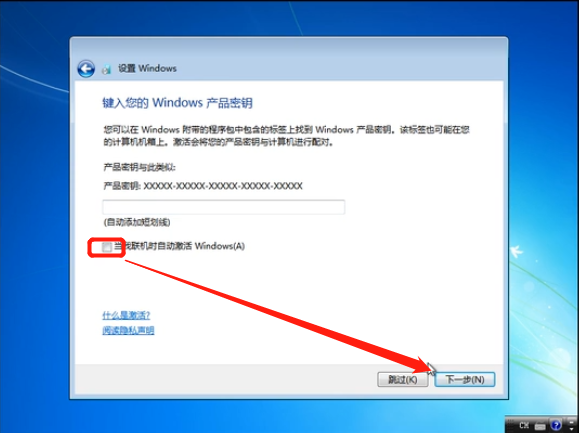 设置 Windows
键入您的 Windows 产品密钥
您可以在 Windows 附带的程序包中包含的标签上找到 Windows 产品密钥。该标签也可能在您
的计算机机箱上。激活会将您的产品密钥与计算机进行配对。
产品密钥与此类似:
产品密钥: XXXXX-XXXXX-XXXXX-XXXXX-XXXXX
(自动添加短划线)
当我联机时自动激活 Windows(A)
什么是激活?
阅读隐私声明
跳过(K)
下一步(N)
CH